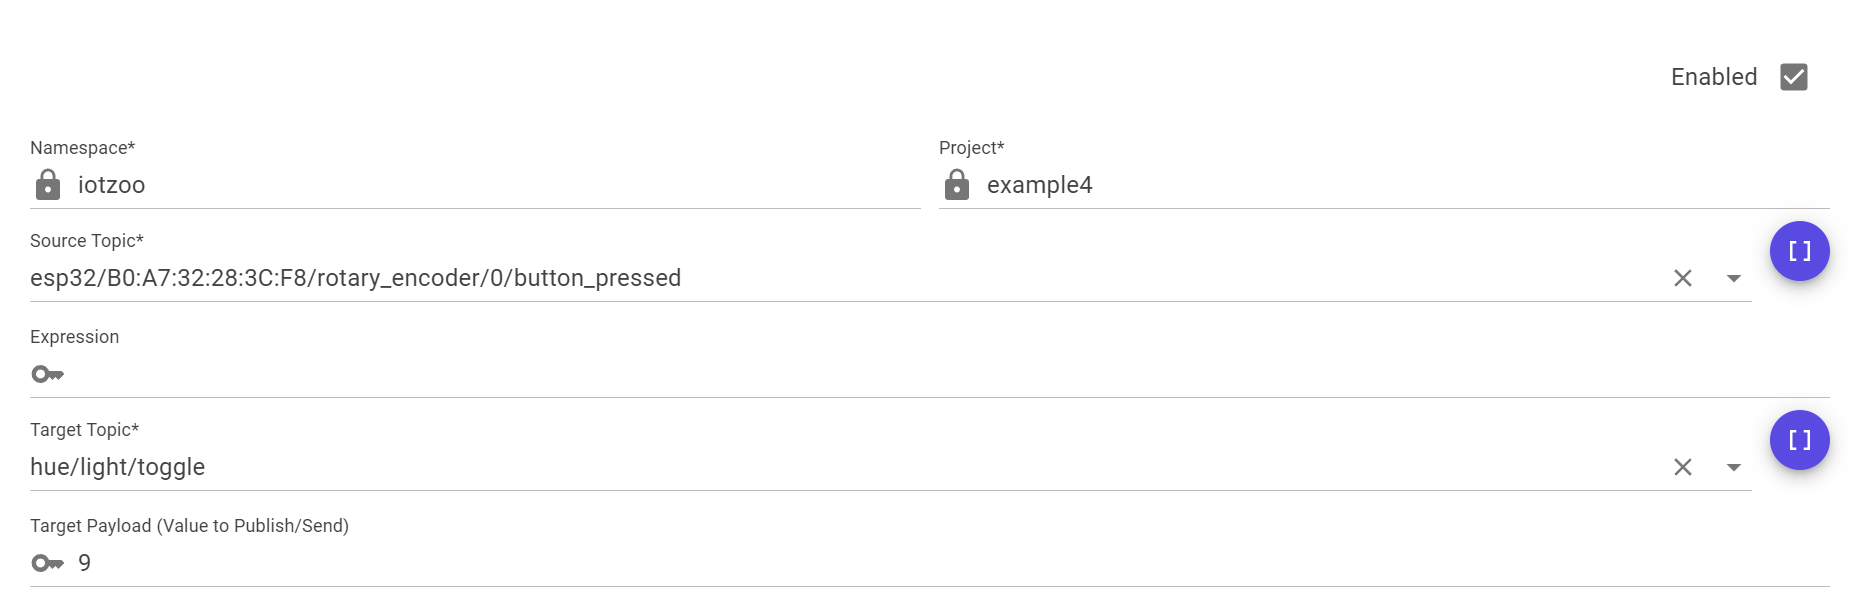 Enabled
Namespace*
Project*
iotzoo
example4
Source Topic*
esp32/B0:A7:32:28:3C:F8/rotary_encoder/0/button_pressed
Expression
Target Topic*
hue/light/toggle
Target Payload (Value to Publish/Send)
9